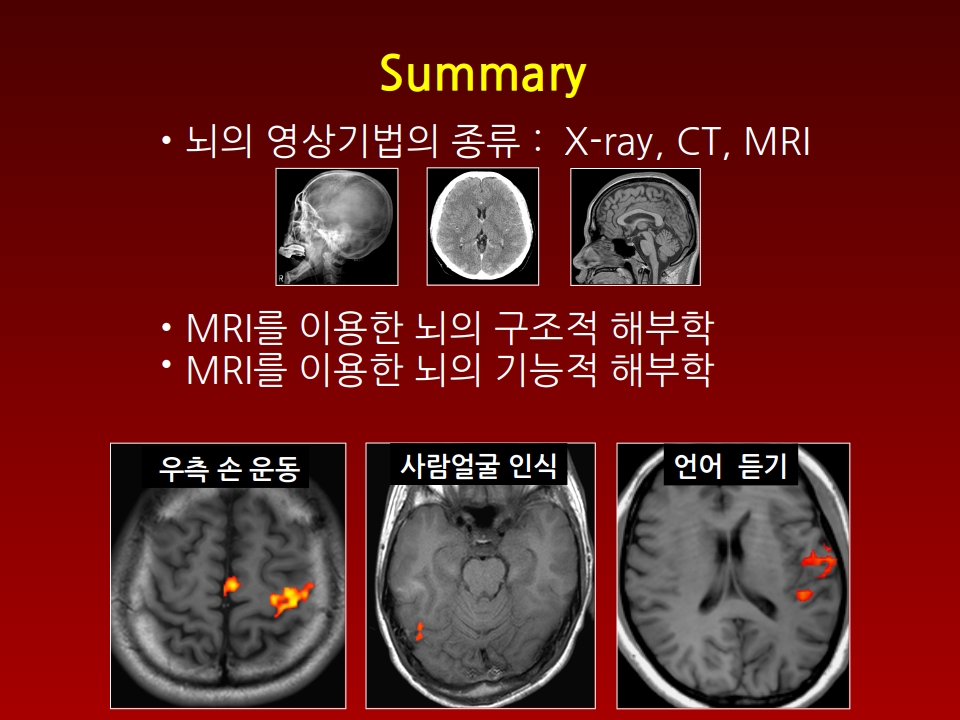 Summary
• 뇌의 영상기법의 종류 : X-ray, CT, MRI
R
• MRI를 이용한 뇌의 구조적 해부학
• MRI를 이용한 뇌의 기능적 해부학
우측 손 운동
사람얼굴 인식
언어 듣기